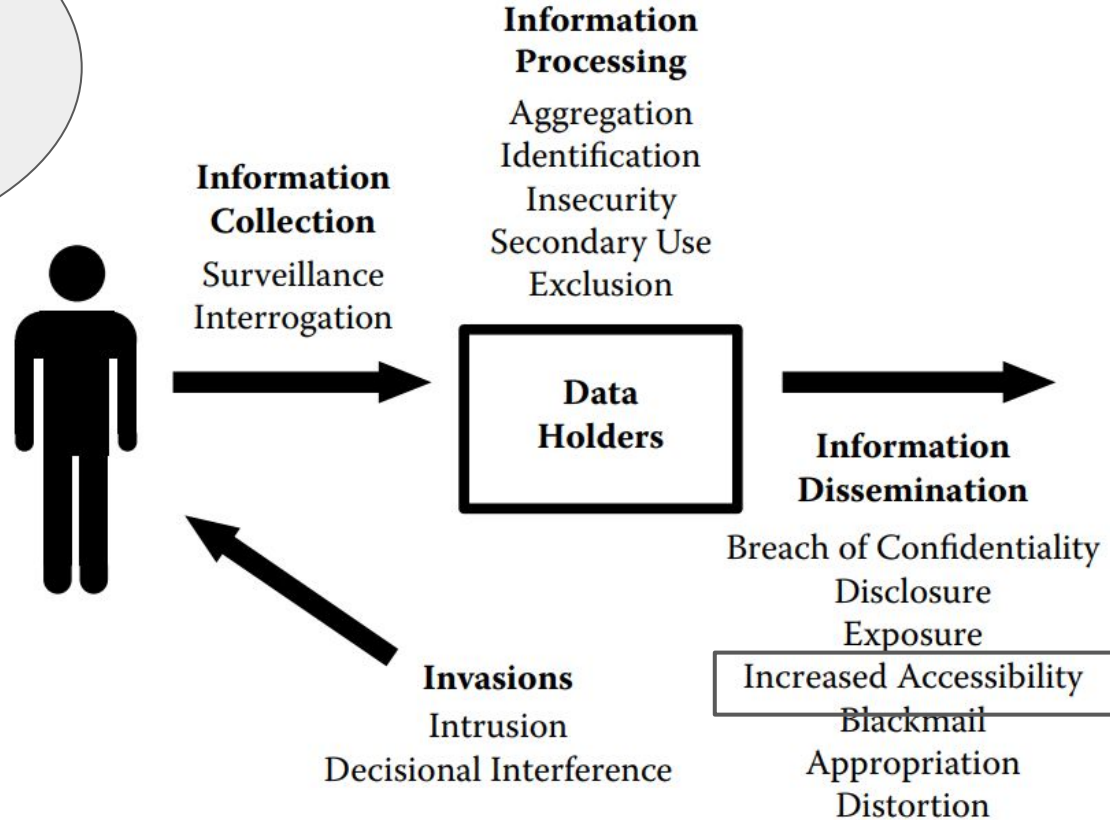 Information
Collection
Surveillance
Interrogation
Information
Processing
Aggregation
Identification
Insecurity
Secondary Use
Exclusion
Data
Holders
Information
Dissemination
Breach of Confidentiality
Disclosure
Exposure
Increased Accessibility
Blackmail
Appropriation
Distortion
Invasions
Intrusion
Decisional Interference